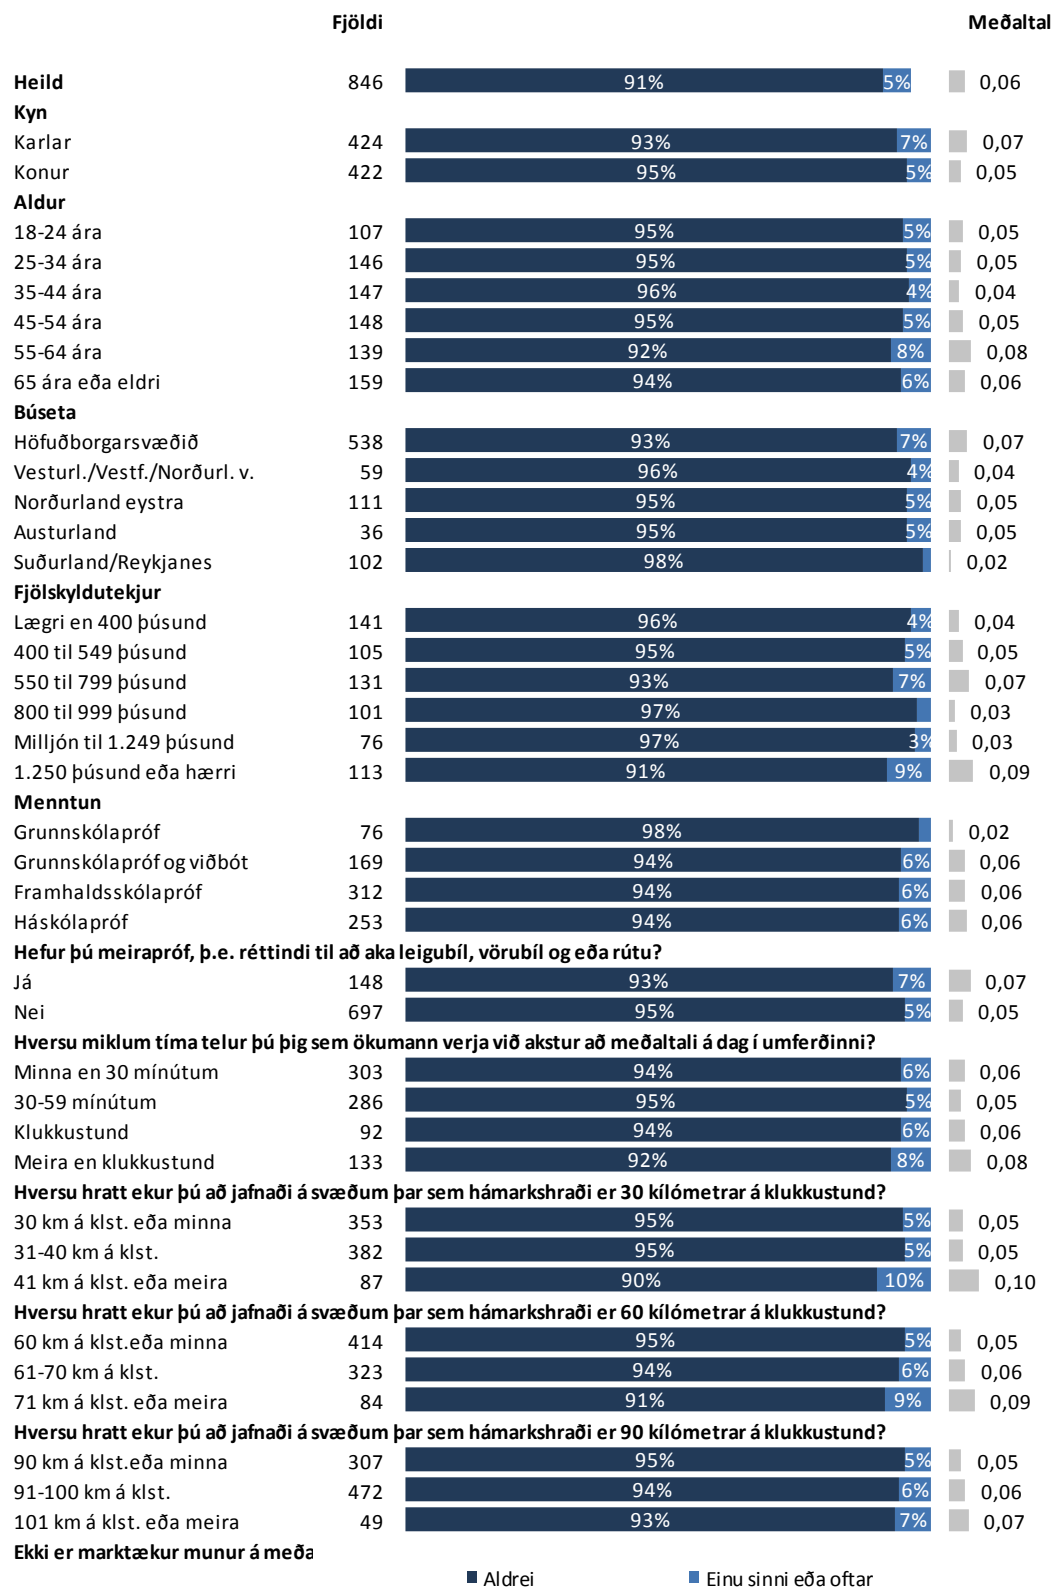 Fjöldi Meðaltal
Heild 846 91% 5% 0,06
Kyn
Karlar 424 93% 7% 0,07
Konur 422 95% 5% 0,05
Aldur
18-24 ára 107 95% 5% 0,05
25-34 ára 146 95% 5% 0,05
35-44 ára 147 96% 4% 0,04
45-54 ára 148 95% 5% 0,05
55-64 ára 139 92% 8% 0,08
65 ára eða eldri 159 94% 6% 0,06
Búseta
Höfuðborgarsvæðið 538 93% 7% 0,07
Vesturl./Vestf./Norðurl. v. 59 96% 4% 0,04
Norðurland eystra 111 95% 5% 0,05
Austurland 36 95% 5% 0,05
Suðurland/Reykjanes 102 98% 0,02
Fjölskyldutekjur
Lægri en 400 þúsund 141 96% 4% 0,04
400 til 549 þúsund 105 95% 5% 0,05
550 til 799 þúsund 131 93% 7% 0,07
800 til 999 þúsund 101 97% 0,03
Milljón til 1.249 þúsund 76 97% 3% 0,03
1.250 þúsund eða hærri 113 91% 9% 0,09
Menntun
Grunnskólapróf 76 98% 0,02
Grunnskólapróf og viðbót 169 94% 6% 0,06
Framhaldsskólapróf 312 94% 6% 0,06
Háskólapróf 253 94% 6% 0,06
Hefur þú meirapróf, þ.e. réttindi til að aka leigubíl, vörubíl og eða rútu?
Já 148 93% 7% 0,07
Nei 697 95% 5% 0,05
Hversu miklum tíma telur þú þig sem ökumann verja við akstur að meðaltali á dag í umferðinni?
Minna en 30 mínútum 303 94% 6% 0,06
30-59 mínútum 286 95% 5% 0,05
Klukkustund 92 94% 6% 0,06
Meira en klukkustund 133 92% 8% 0,08
Hversu hratt ekur þú að jafnaði á svæðum þar sem hámarkshraði er 30 kílómetrar á klukkustund?
30 km á klst. eða minna 353 95% 5% 0,05
31-40 km á klst. 382 95% 5% 0,05
41 km á klst. eða meira 87 90% 10% 0,10
Hversu hratt ekur þú að jafnaði á svæðum þar sem hámarkshraði er 60 kílómetrar á klukkustund?
60 km á klst.eða minna 414 95% 5% 0,05
61-70 km á klst. 323 94% 6% 0,06
71 km á klst. eða meira 84 91% 9% 0,09
Hversu hratt ekur þú að jafnaði á svæðum þar sem hámarkshraði er 90 kílómetrar á klukkustund?
90 km á klst.eða minna 307 95% 5% 0,05
91-100 km á klst. 472 94% 6% 0,06
101 km á klst. eða meira 49 93% 7% 0,07
Ekki er marktækur munur á meða
Aldrei Einu sinni eða oftar